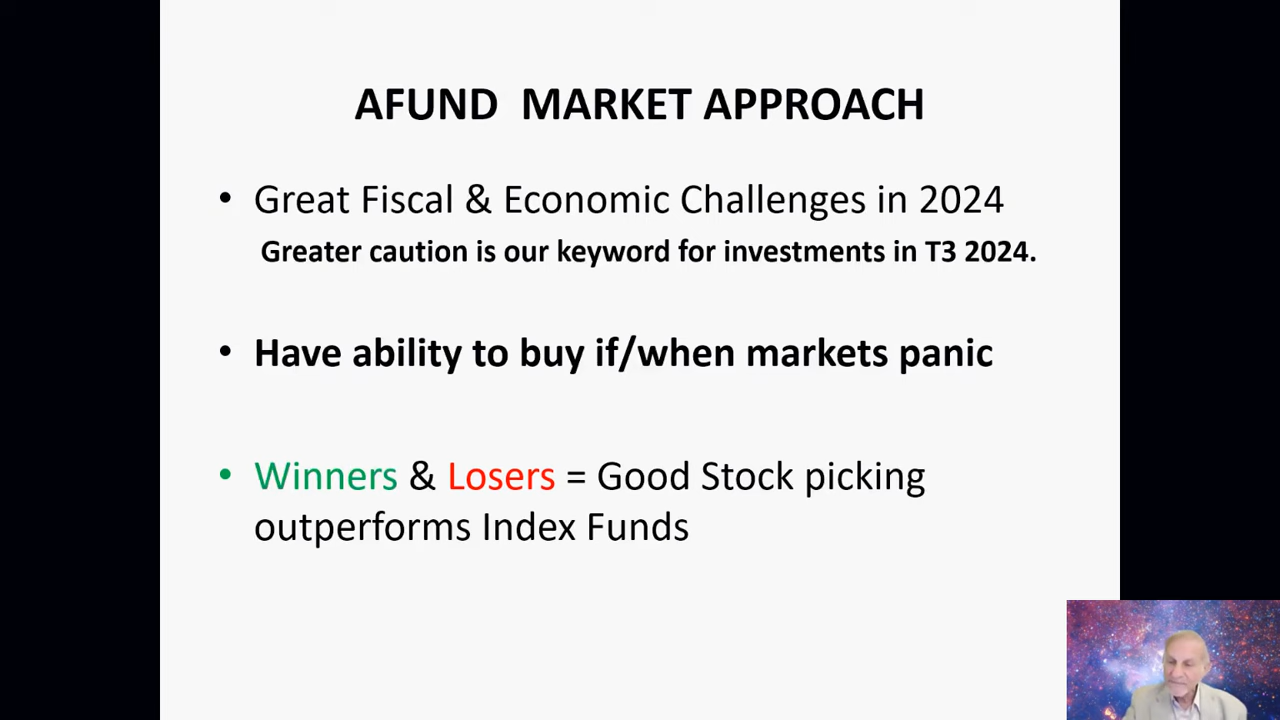 AFUND MARKET APPROACH
• Great Fiscal & Economic Challenges in 2024
Greater caution is our keyword for investments in T3 2024.
• Have ability to buy if/when markets panic
• Winners & Losers = Good Stock picking
outperforms Index Funds